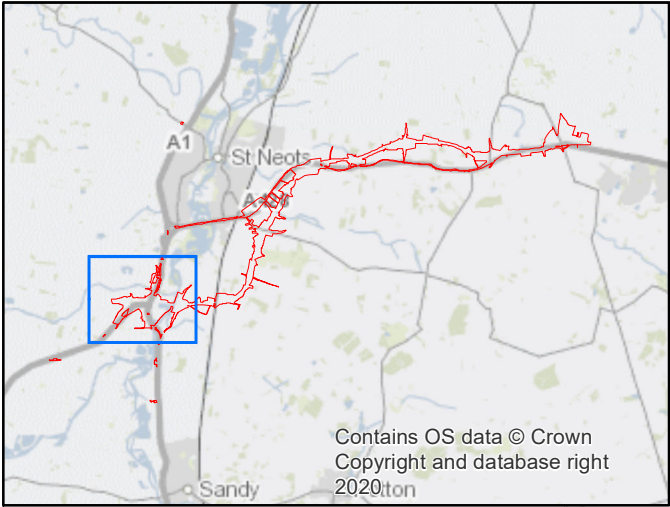 A1
St Neots
Contains OS data © Crown
Copyright and database right
2020
Sandy